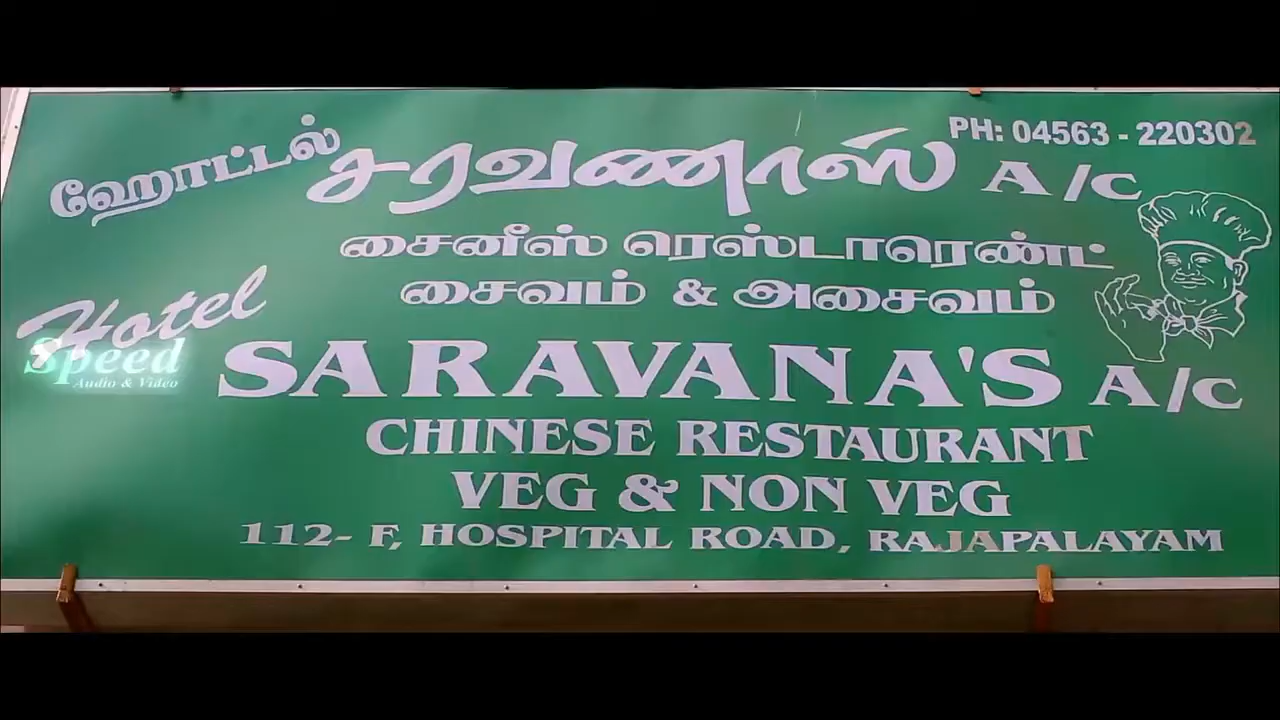 PH: 04563 - 220302
ஹோட்டல் சரவணாஸ் A/C
சைனீஸ் ரெஸ்டாரெண்ட்
சைவம் & அசைவம்
Hotel
Speed
Audio & Video
SARAVANA'S A/C
CHINESE RESTAURANT
VEG & NON VEG
112- F, HOSPITAL ROAD, RAJAPALAYAM